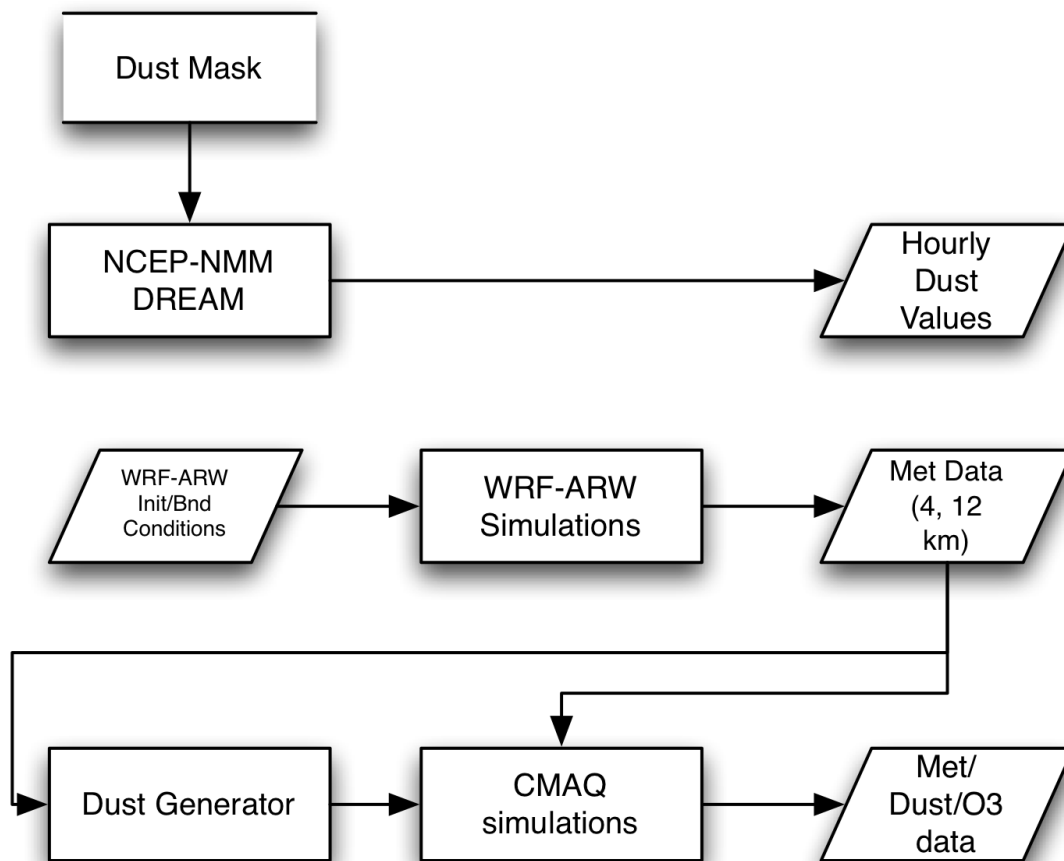 Dust Mask
NCEP-NMM
DREAM
Hourly
Dust
Values
WRF-ARW
Init/Bnd
Conditions
WRF-ARW
Simulations
Met Data
(4, 12
km)
Dust Generator
CMAQ
simulations
Met/
Dust/O3
data